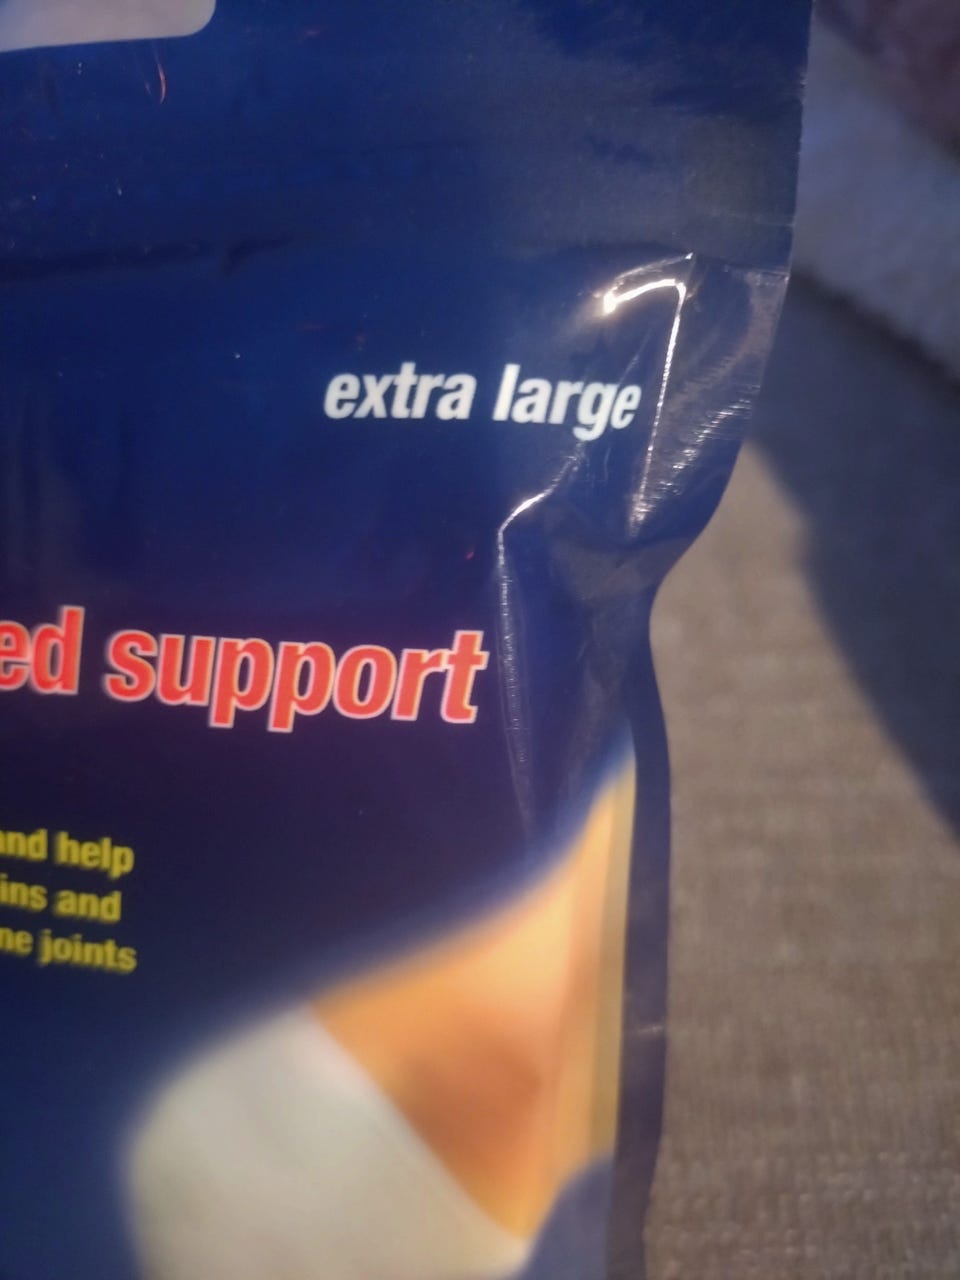 extra large
ed support
and help
ins and
ne joints